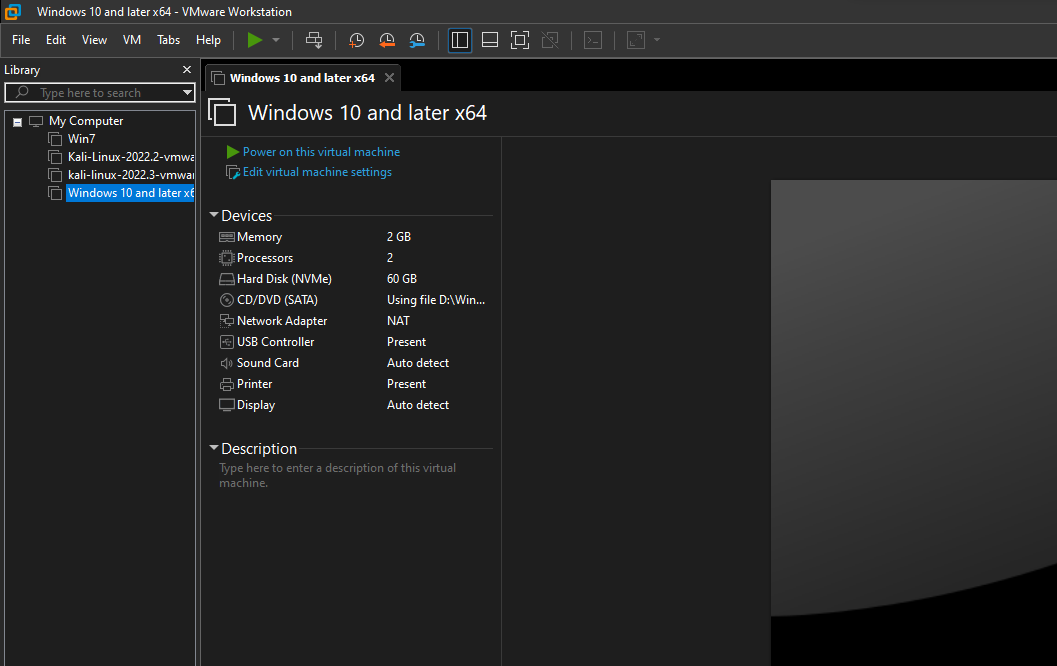 Windows 10 and later x64 - VMware Workstation
File Edit View VM Tabs Help
Library
Type here to search
My Computer
Win7
Kali-Linux-2022.2-vmwa
kali-linux-2022.3-vmwar
Windows 10 and later x6
Windows 10 and later x64
Windows 10 and later x64
Power on this virtual machine
Edit virtual machine settings
Devices
Memory 2 GB
Processors 2
Hard Disk (NVMe) 60 GB
CD/DVD (SATA) Using file D:\Win...
Network Adapter NAT
USB Controller Present
Sound Card Auto detect
Printer Present
Display Auto detect
Description
Type here to enter a description of this virtual
machine.